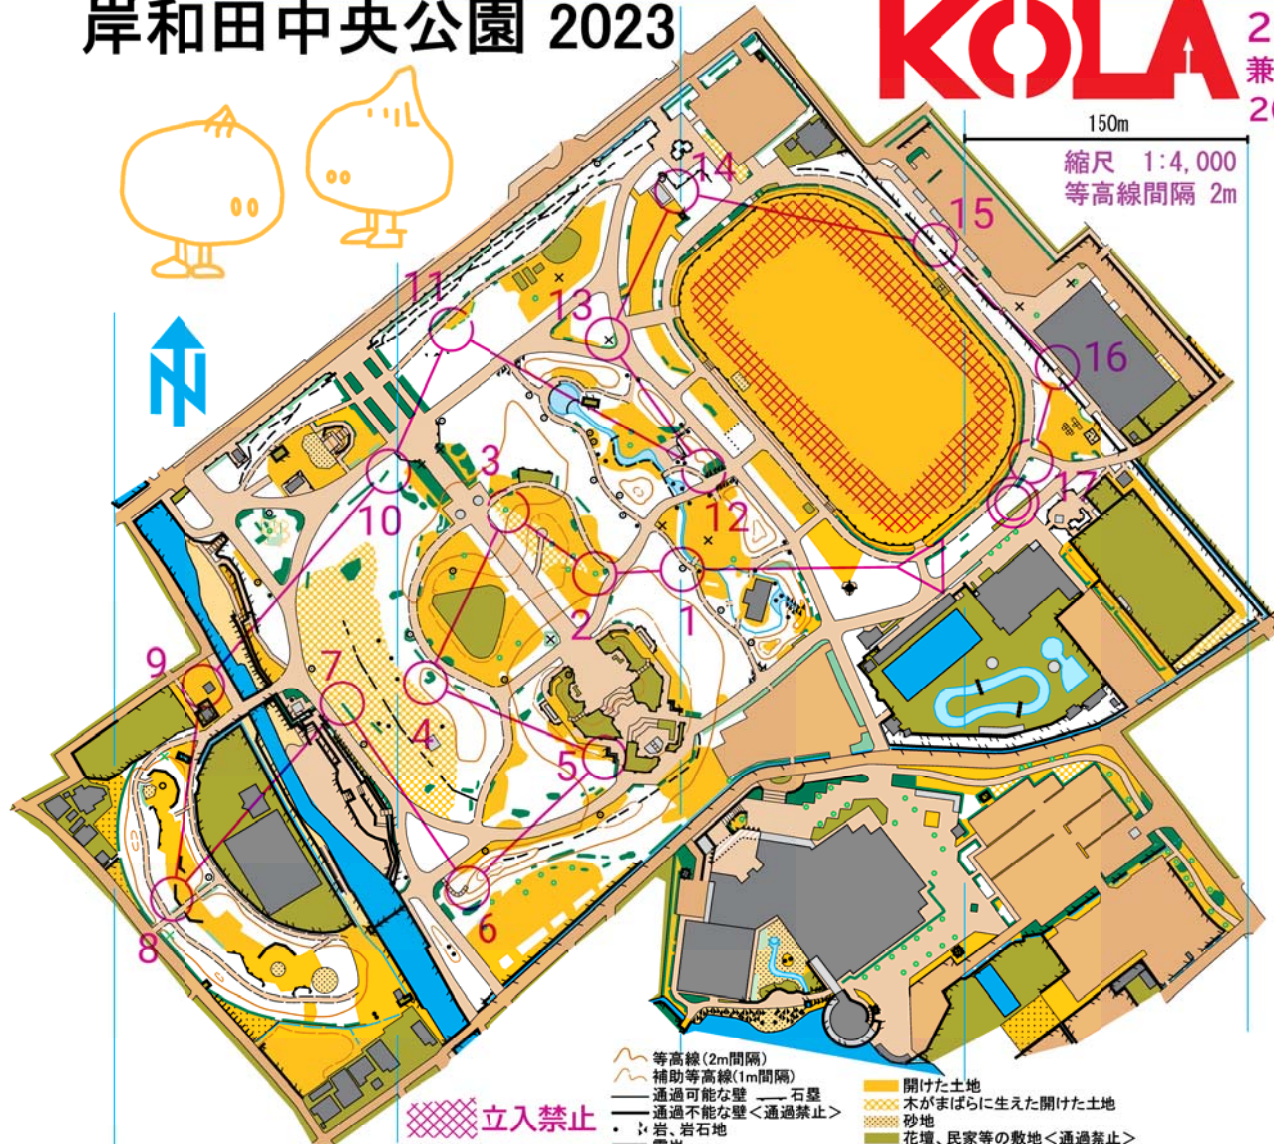 岸和田中央公園 2023
KOLA
2
兼
150m
縮尺 1:4,000
等高線間隔 2m
14
15
11
13
16
3
10
12
17
2
1
9
7
4
5
6
8
等高線(2m間隔)
補助等高線(1m間隔)
通過可能な壁 石塁
通過不能な壁<通過禁止>
岩、岩石地
立入禁止
開けた土地
木がまばらに生えた開けた土地
砂地
花壇、民家等の敷地<通過禁止>